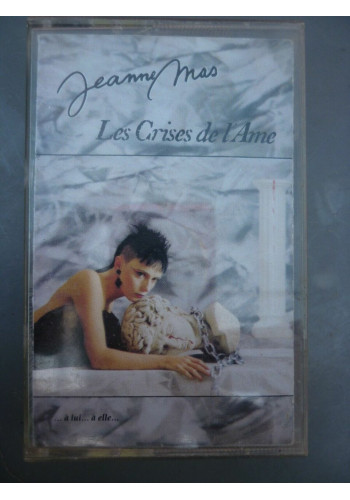 Jeanne Mas
Les Crises de l'Ame
... à lui... à elle...